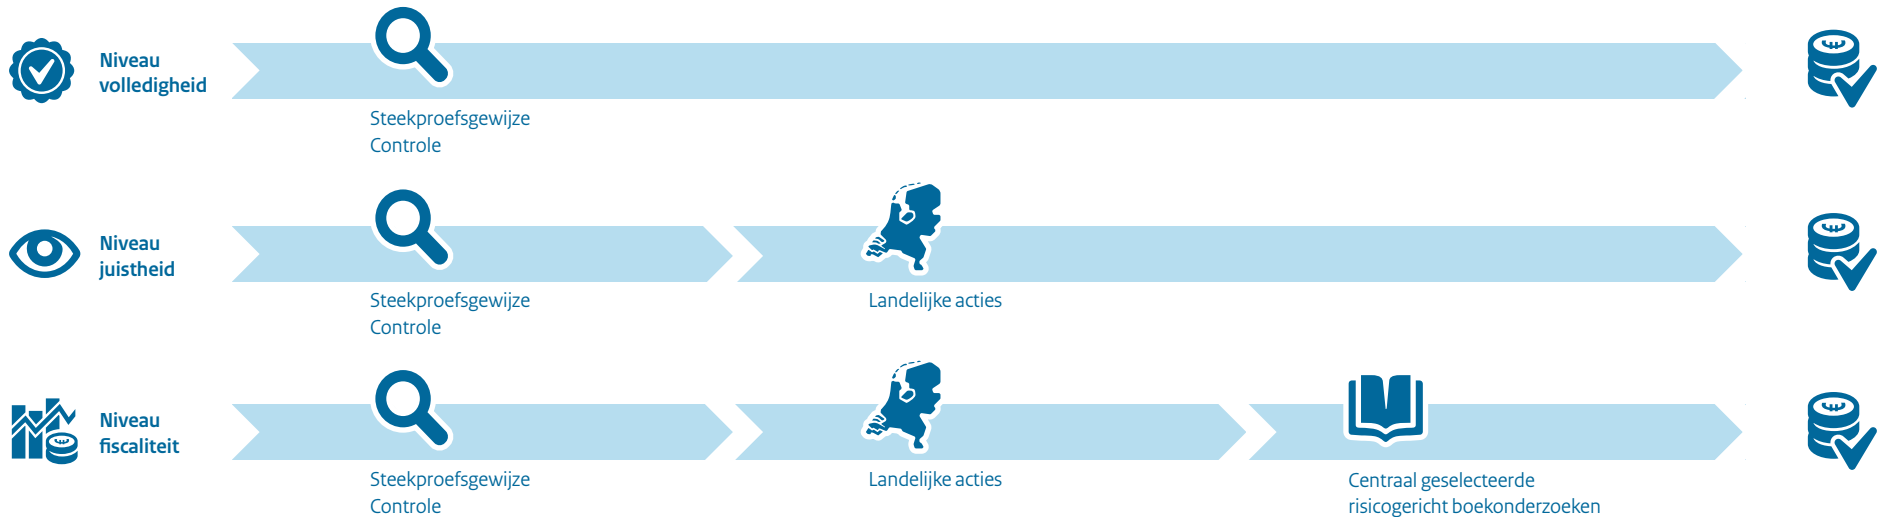 Niveau
volledigheid
Steekproefsgewijze
Controle
Niveau
juistheid
Steekproefsgewijze
Controle
Landelijke acties
Niveau
fiscaliteit
Steekproefsgewijze
Controle
Landelijke acties
Centraal geselecteerde
risicogericht boekonderzoeken